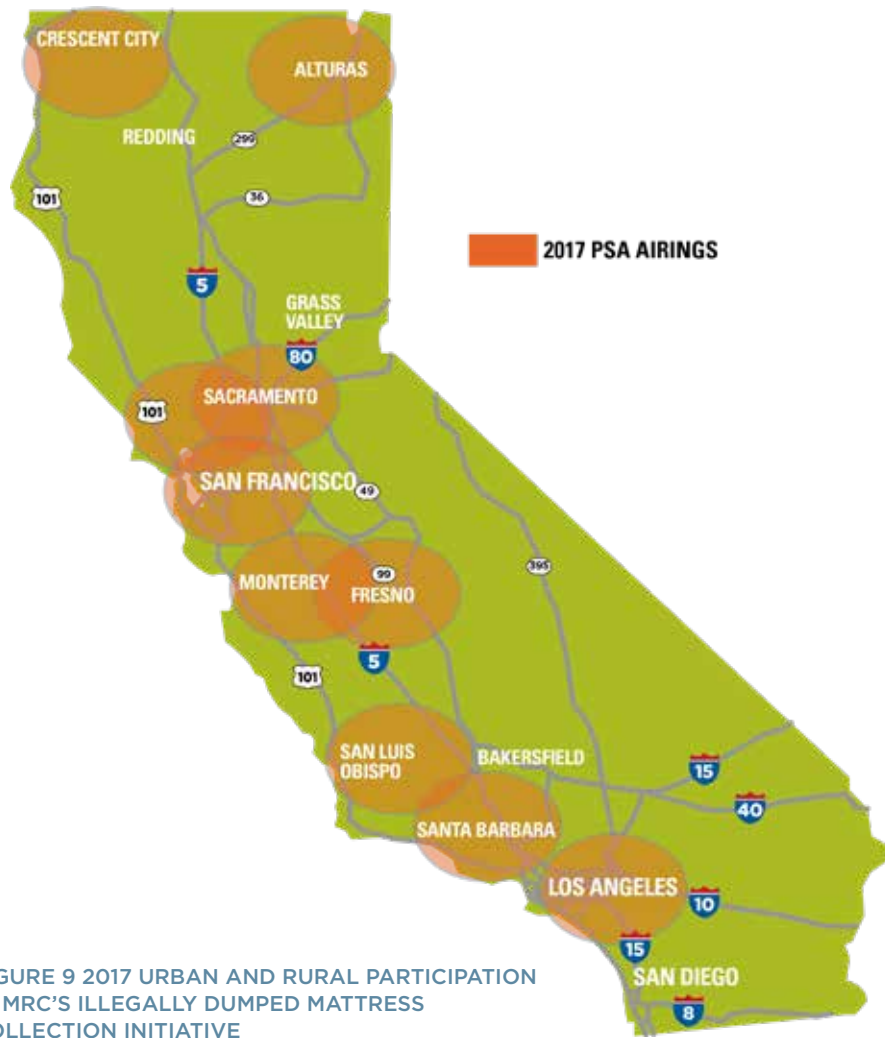 CRESCENT CITY
ALTURAS
REDDING
299
36
101
5
2017 PSA AIRINGS
GRASS
VALLEY
80
SACRAMENTO
101
SAN FRANCISCO
49
395
MONTEREY
99
FRESNO
5
101
SAN LUIS
OBISPO
BAKERSFIELD
15
40
SANTA BARBARA
LOS ANGELES
10
15
SAN DIEGO
8
GURE 9 2017 URBAN AND RURAL PARTICIPATION
MRC'S ILLEGALLY DUMPED MATTRESS
OLLECTION INITIATIVE